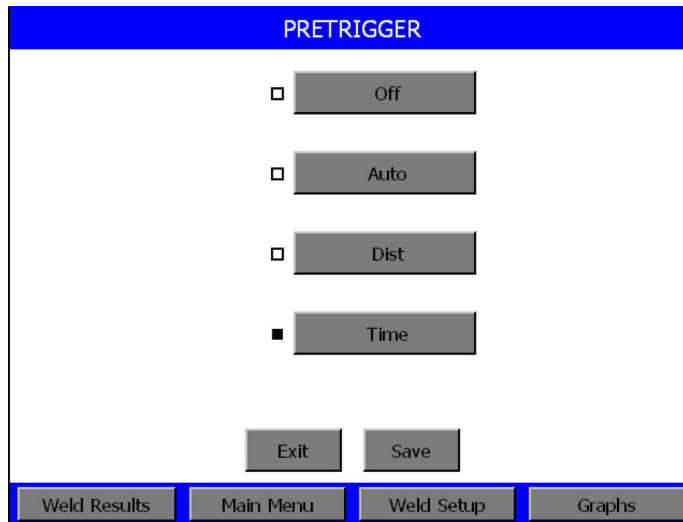 PRETRIGGER
Off
Auto
Dist
Time
Exit Save
Weld Results Main Menu Weld Setup Graphs